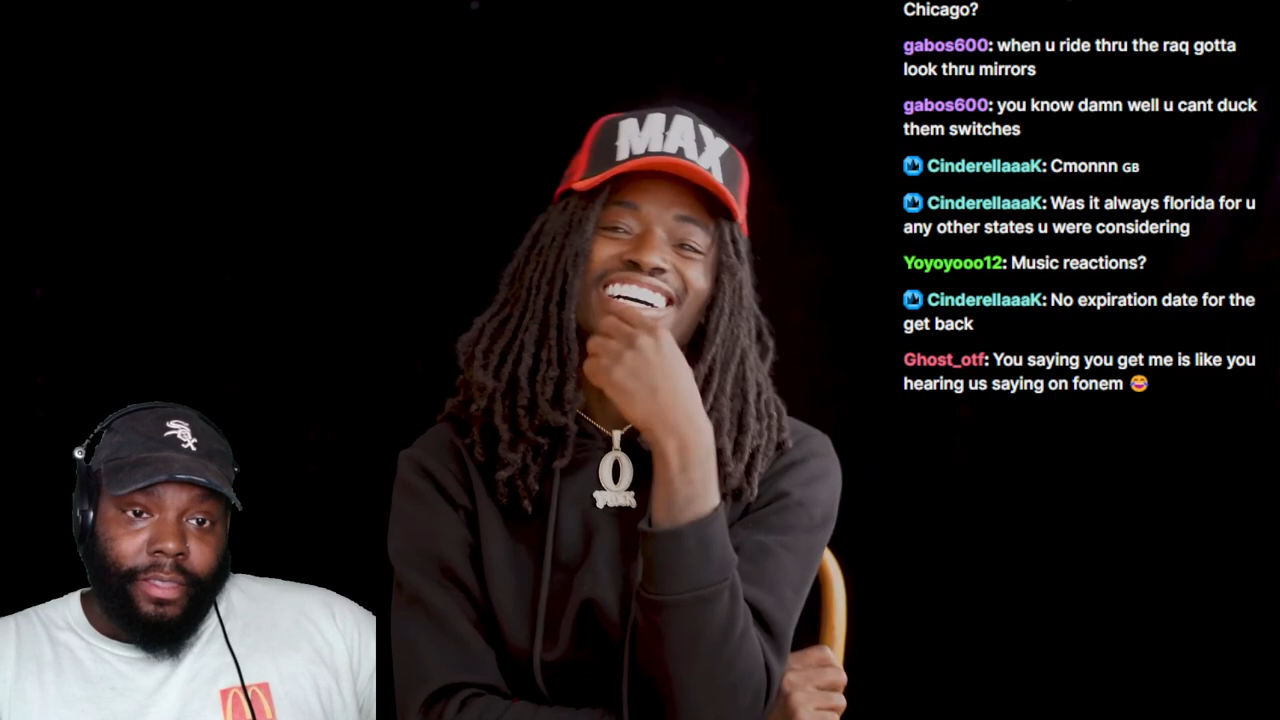 Chicago?
gabos600: when u ride thru the raq gotta
look thru mirrors
gabos600: you know damn well u cant duck
them switches
CinderellaaaK: Cmonnn GB
CinderellaaaK: Was it always florida for u
any other states u were considering
Yoyoyooo12: Music reactions?
CinderellaaaK: No expiration date for the
get back
Ghost_otf: You saying you get me is like you
hearing us saying on fonem 😂
MAX
Sox